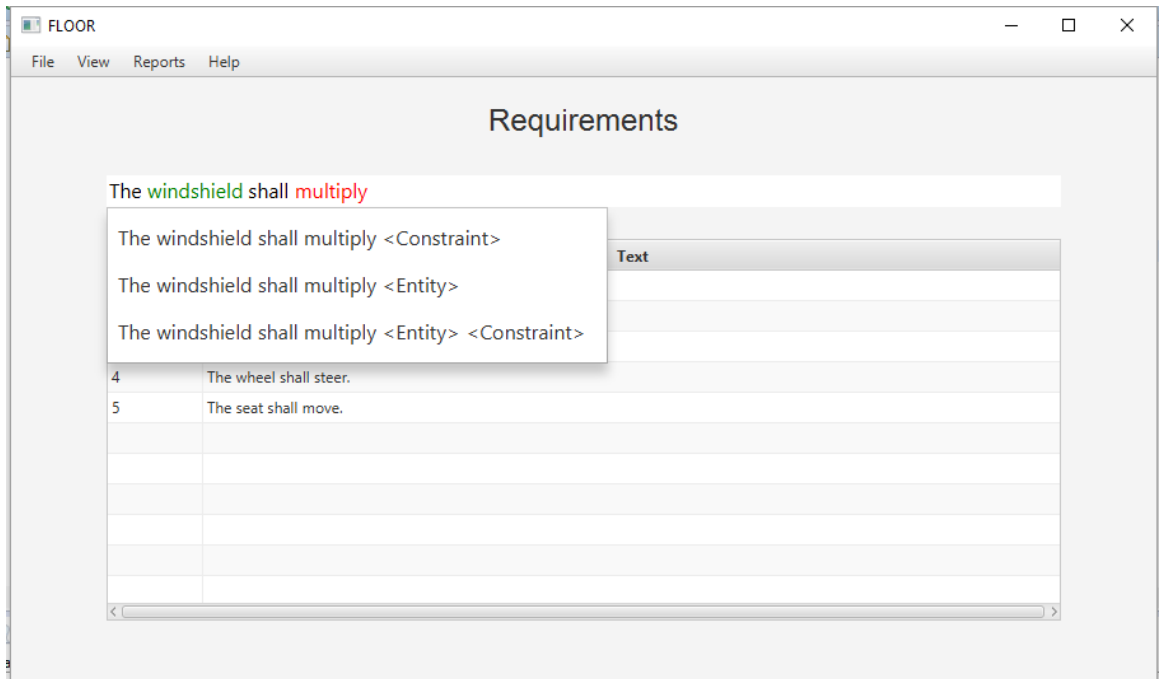 FLOOR
File View Reports Help
Requirements
The windshield shall multiply
The windshield shall multiply <Constraint>
The windshield shall multiply <Entity>
The windshield shall multiply <Entity> <Constraint>
Text
4 The wheel shall steer.
5 The seat shall move.